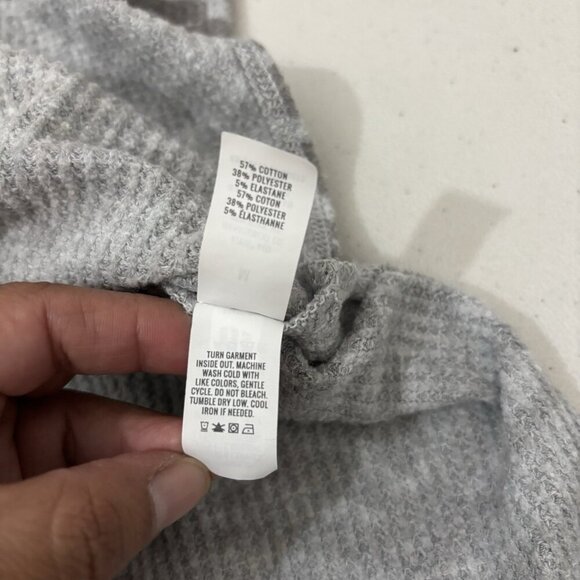 57% COTTON
38% POLYESTER
5% ELASTANE
57% COTON
38% POLYESTER
5% ELASTHANNE
TURN GARMENT
INSIDE OUT. MACHINE
WASH COLD WITH
LIKE COLORS, GENTLE
CYCLE. DO NOT BLEACH.
TUMBLE DRY LOW. COOL
IRON IF NEEDED.